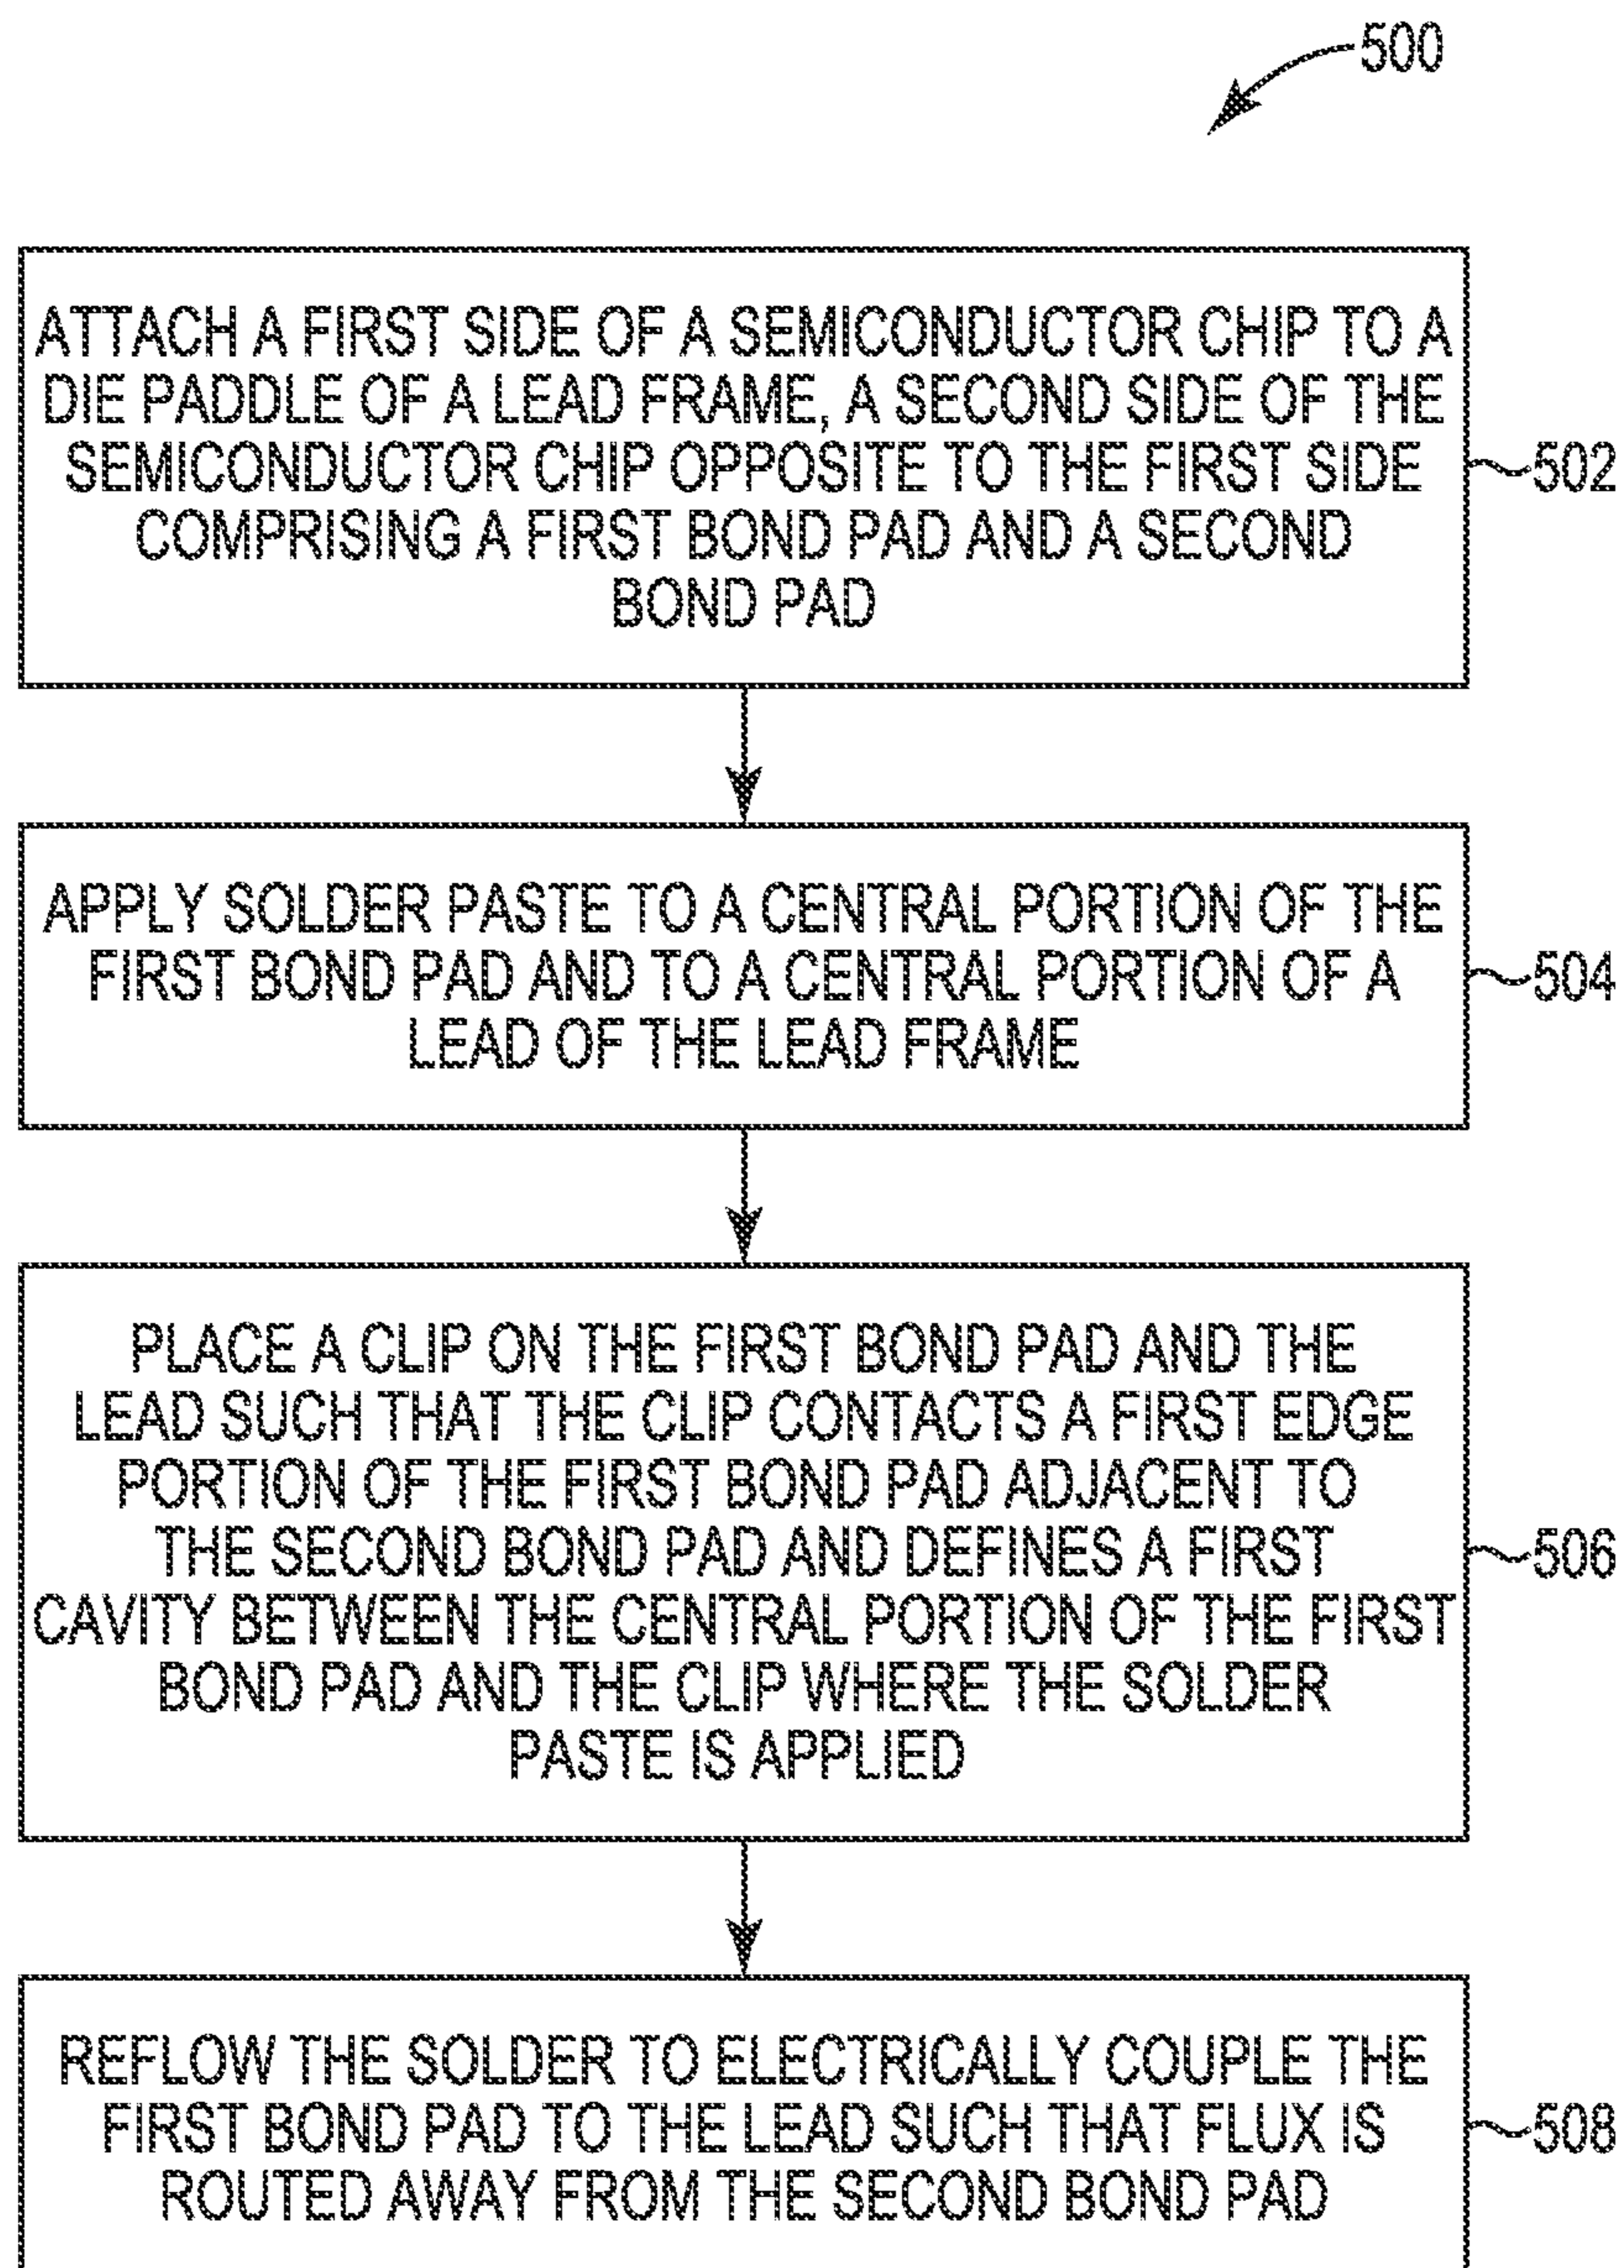 500
ATTACH A FIRST SIDE OF A SEMICONDUCTOR CHIP TO A
DIE PADDLE OF A LEAD FRAME, A SECOND SIDE OF THE
SEMICONDUCTOR CHIP OPPOSITE TO THE FIRST SIDE
COMPRISING A FIRST BOND PAD AND A SECOND
BOND PAD
502
APPLY SOLDER PASTE TO A CENTRAL PORTION OF THE
FIRST BOND PAD AND TO A CENTRAL PORTION OF A
LEAD OF THE LEAD FRAME
504
PLACE A CLIP ON THE FIRST BOND PAD AND THE
LEAD SUCH THAT THE CLIP CONTACTS A FIRST EDGE
PORTION OF THE FIRST BOND PAD ADJACENT TO
THE SECOND BOND PAD AND DEFINES A FIRST
CAVITY BETWEEN THE CENTRAL PORTION OF THE FIRST
BOND PAD AND THE CLIP WHERE THE SOLDER
PASTE IS APPLIED
506
REFLOW THE SOLDER TO ELECTRICALLY COUPLE THE
FIRST BOND PAD TO THE LEAD SUCH THAT FLUX IS
ROUTED AWAY FROM THE SECOND BOND PAD
508